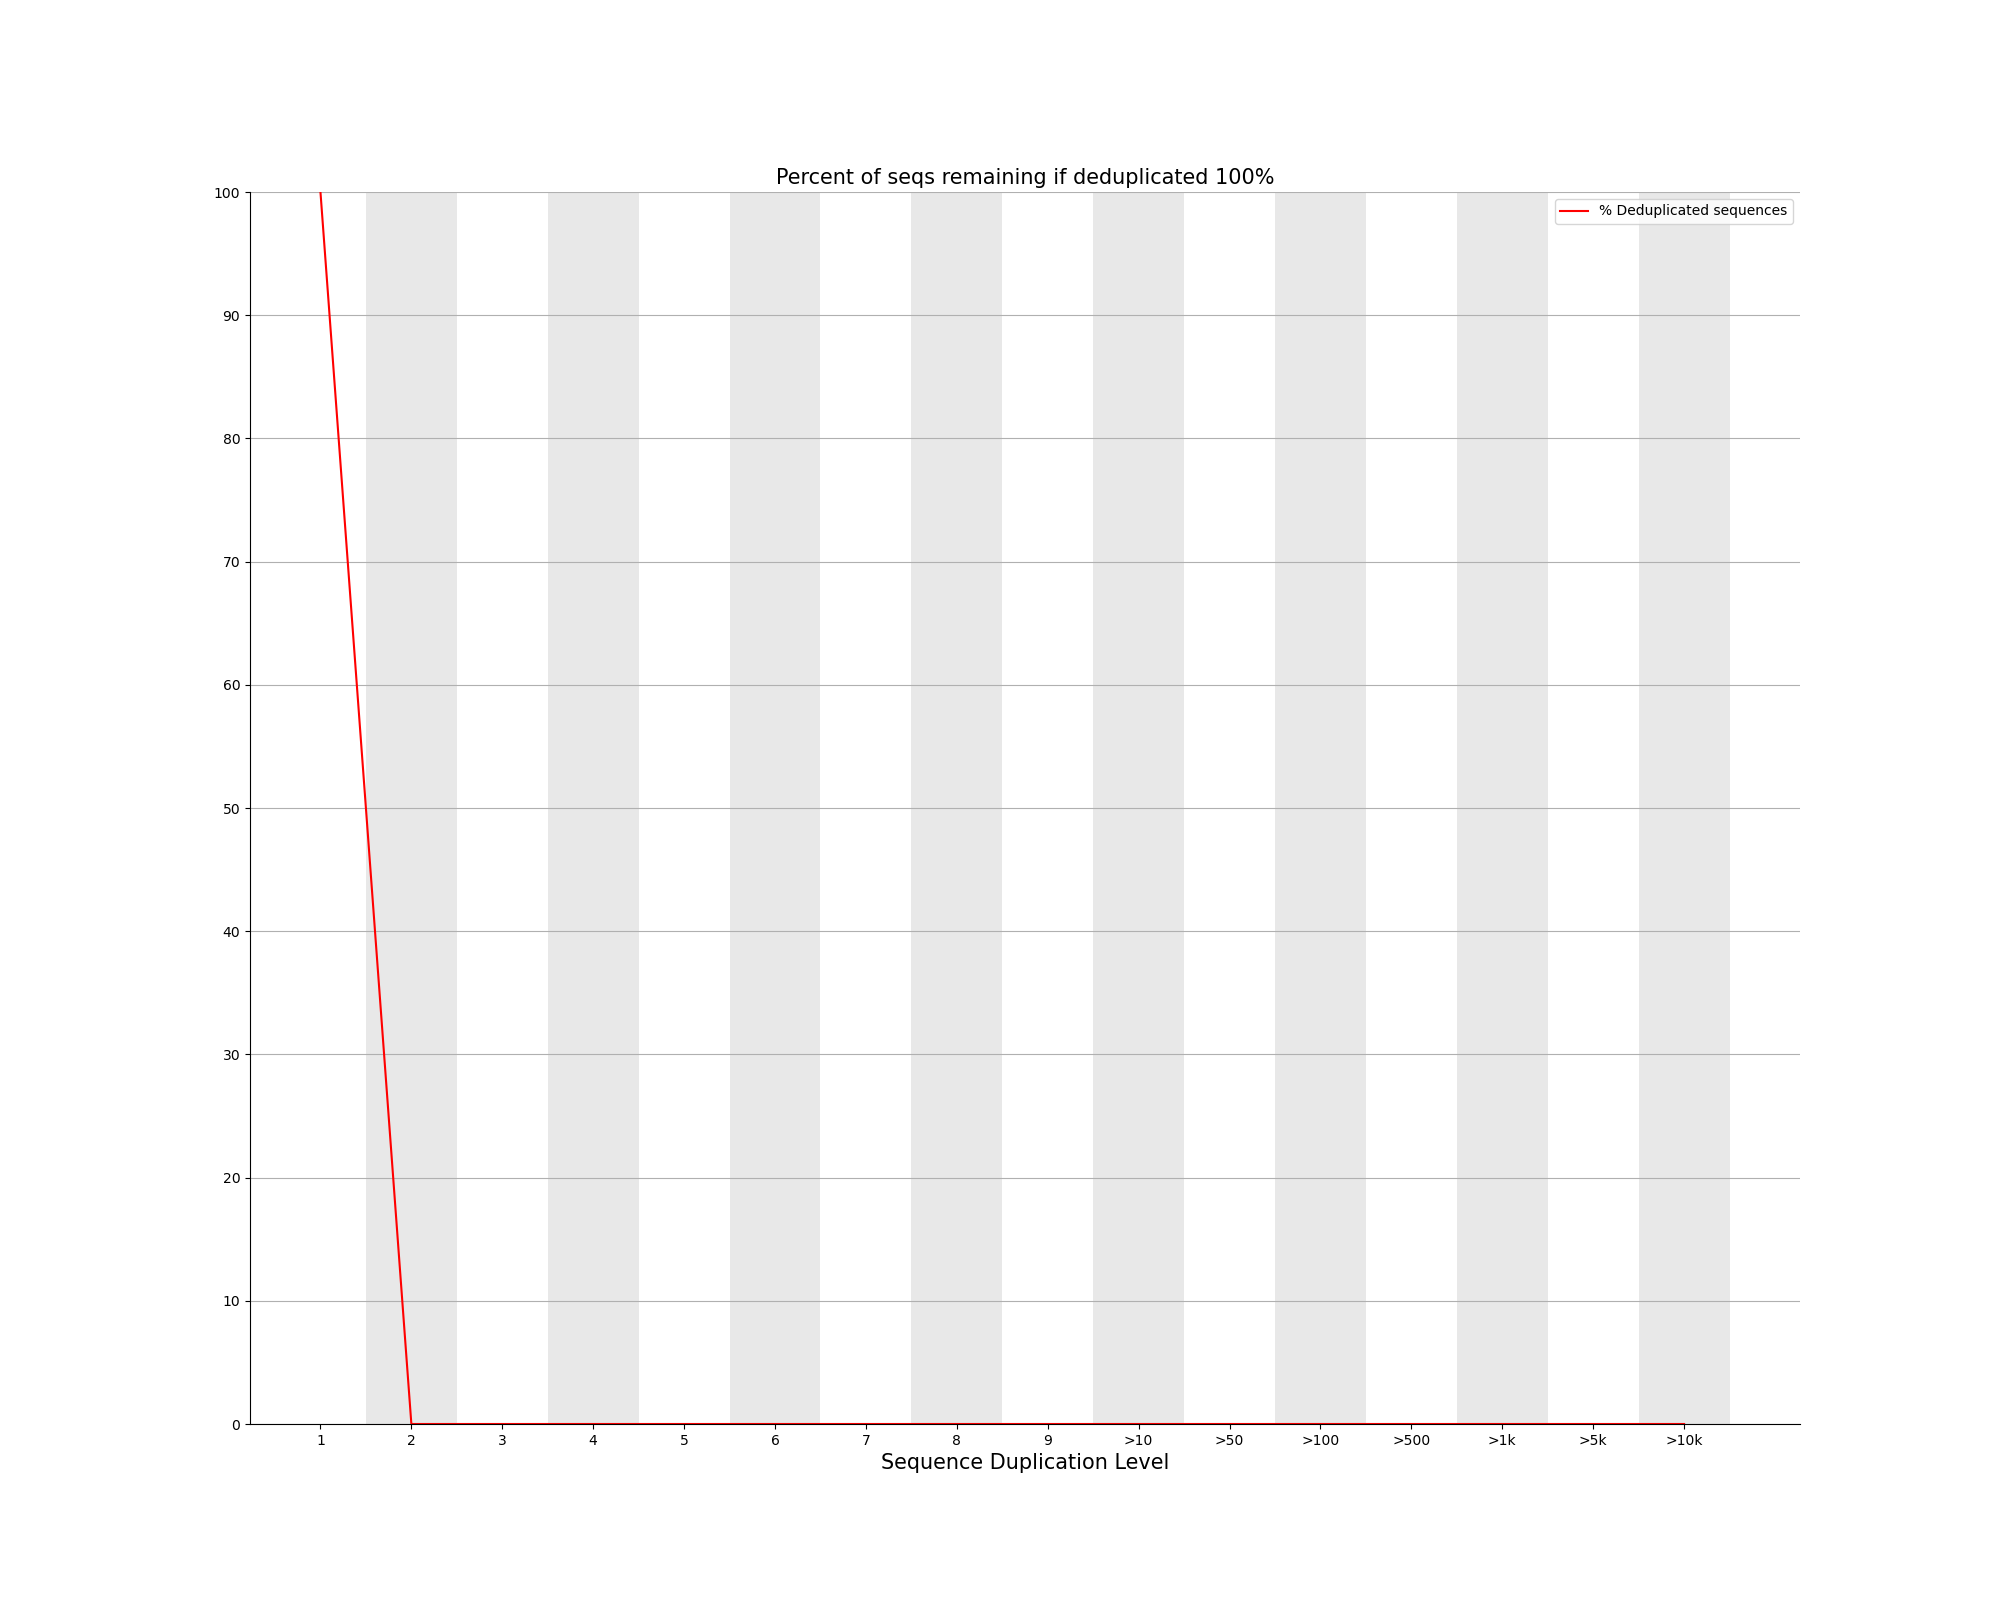 Percent of seqs remaining if deduplicated 100%
% Deduplicated sequences
100
90
80
70
60
50
40
30
20
10
0
1 2 3 4 5 6 7 8 9 >10 >50 >100 >500 >1k >5k >10k
Sequence Duplication Level